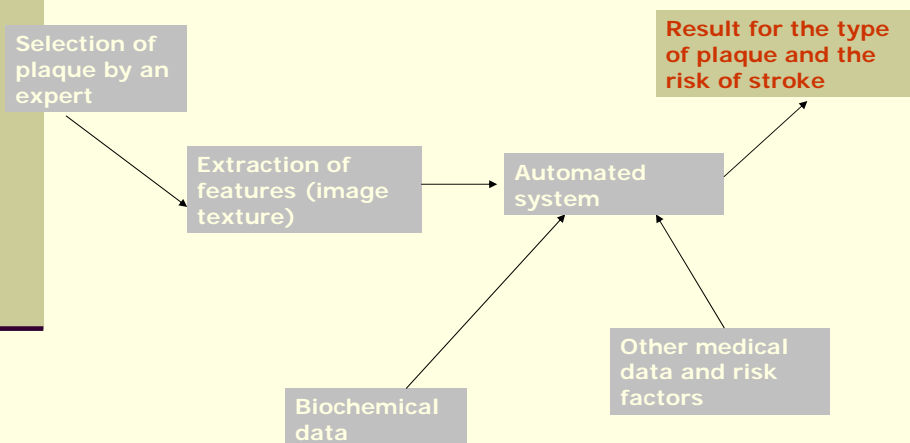 Selection of
plaque by an
expert
Result for the type
of plaque and the
risk of stroke
Extraction of
features (image
texture)
Automated
system
Other medical
data and risk
factors
Biochemical
data